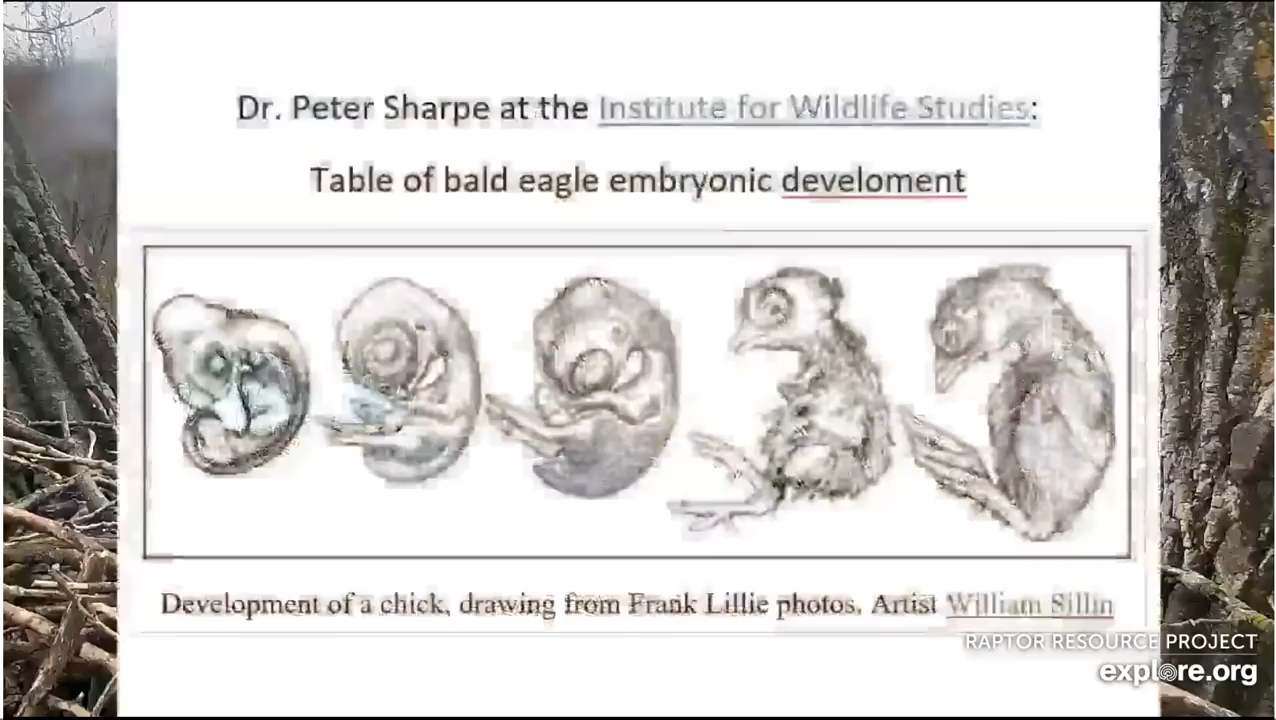 Dr. Peter Sharpe at the Institute for Wildlife Studies:
Table of bald eagle embryonic develoment
Development of a chick, drawing from Frank Lillie photos. Artist William Sillin
RAPTOR RESOURCE PROJECT
explore.org